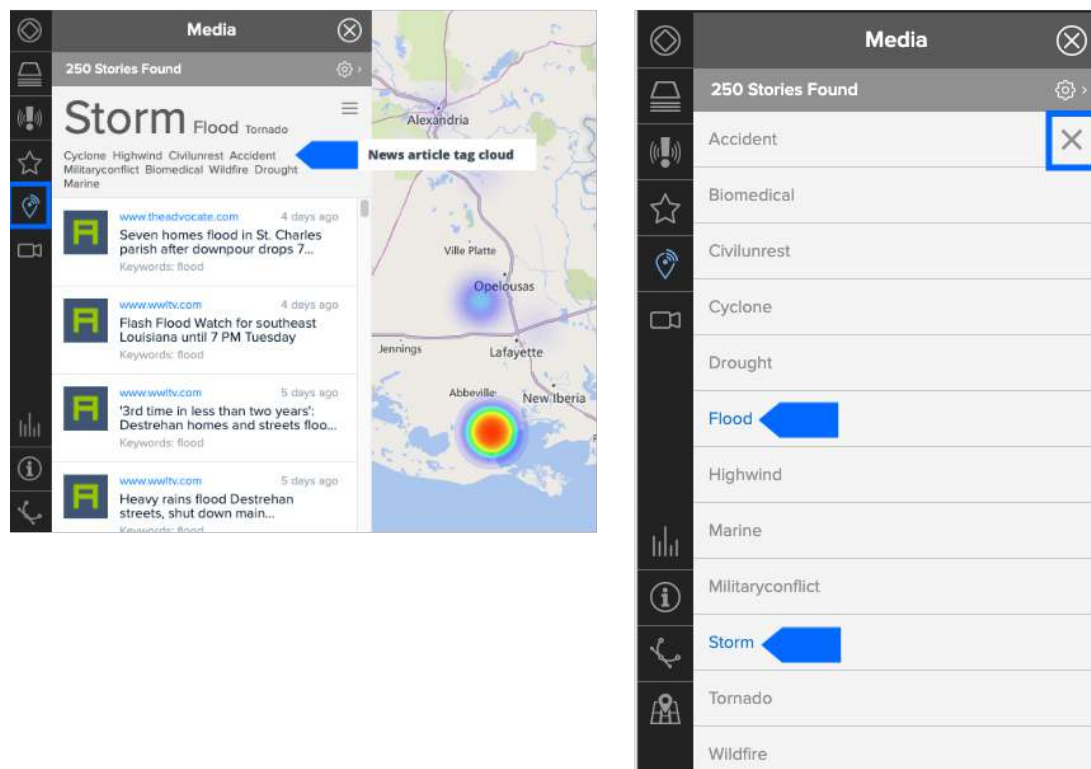 Media
250 Stories Found
Storm Flood Tornado
Cyclone Highwind Civilunrest Accident
Militaryconflict Biomedical Wildfire Drought
Marine
News article tag cloud
www.theadvocate.com 4 days ago
Seven homes flood in St. Charles
parish after downpour drops 7...
Keywords: flood
www.wwltv.com 4 days ago
Flash Flood Watch for southeast
Louisiana until 7 PM Tuesday
Keywords: flood
www.wwltv.com 5 days ago
'3rd time in less than two years':
Destrehan homes and streets floo...
Keywords: flood
www.wwltv.com 5 days ago
Heavy rains flood Destrehan
streets, shut down main...
Keywords: flood
Alexandria
Ville Platte
Opelousas
Jennings
Lafayette
Abbeville
New Iberia
Media
250 Stories Found
Accident
Biomedical
Civilunrest
Cyclone
Drought
Flood
Highwind
Marine
Militaryconflict
Storm
Tornado
Wildfire